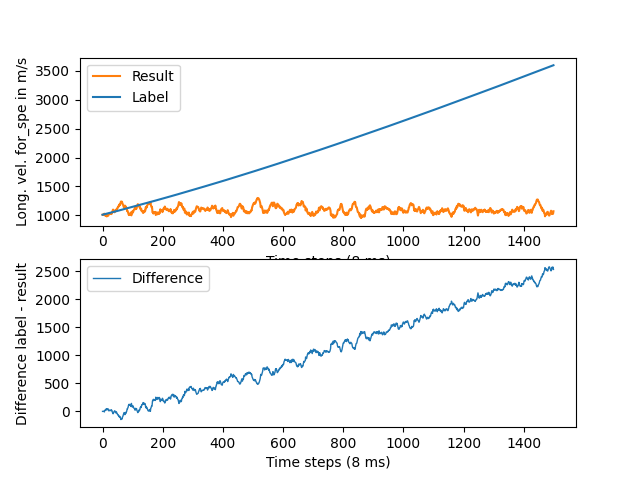 Long. vel. for_spe in m/s
3500
3000
2500
2000
1500
1000
Result
Label
0 200 400 600 800 1000 1200 1400
Time steps (8 ms)
Difference label - result
2500
2000
1500
1000
500
0
Difference
0 200 400 600 800 1000 1200 1400
Time steps (8 ms)